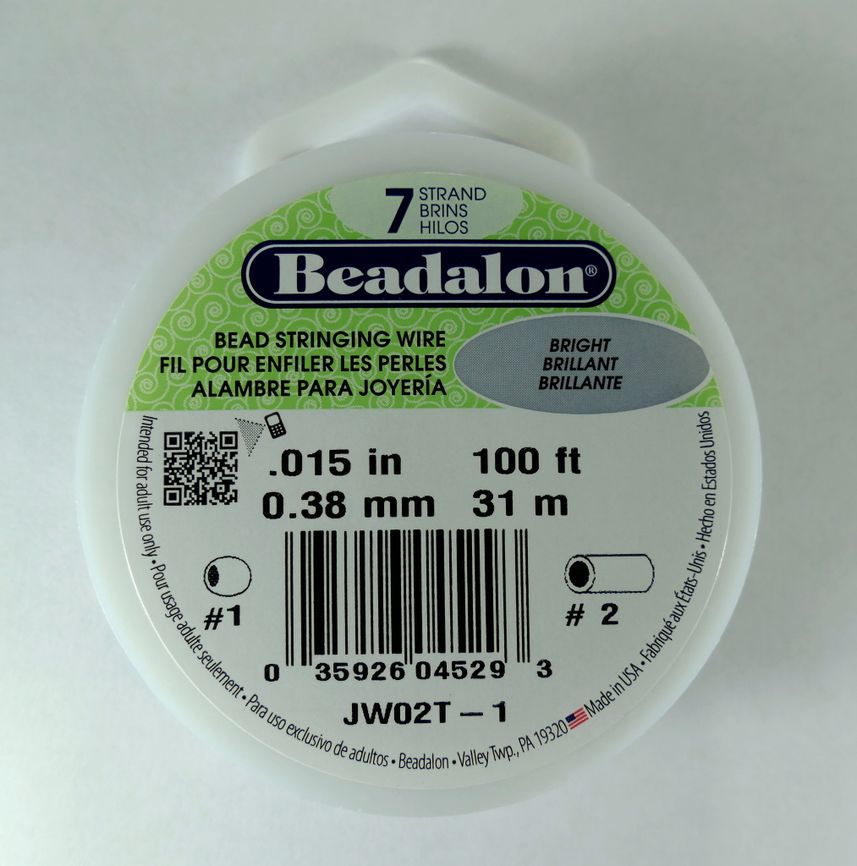 7 STRAND
BRINS
HILOS
Beadalon®
BEAD STRINGING WIRE
FIL POUR ENFILER LES PERLES
ALAMBRE PARA JOYERÍA
BRIGHT
BRILLANT
BRILLANTE
.015 in 100 ft
0.38 mm 31 m
#1
# 2
0 35926 04529 3
JW02T – 1
Intended for adult use only • Pour usage adulte seulement • Para uso exclusivo de adultos • Beadalon • Valley Twp., PA 19320 Made in USA • Fabriqué aux États-Unis • Hecho en Estados Unidos